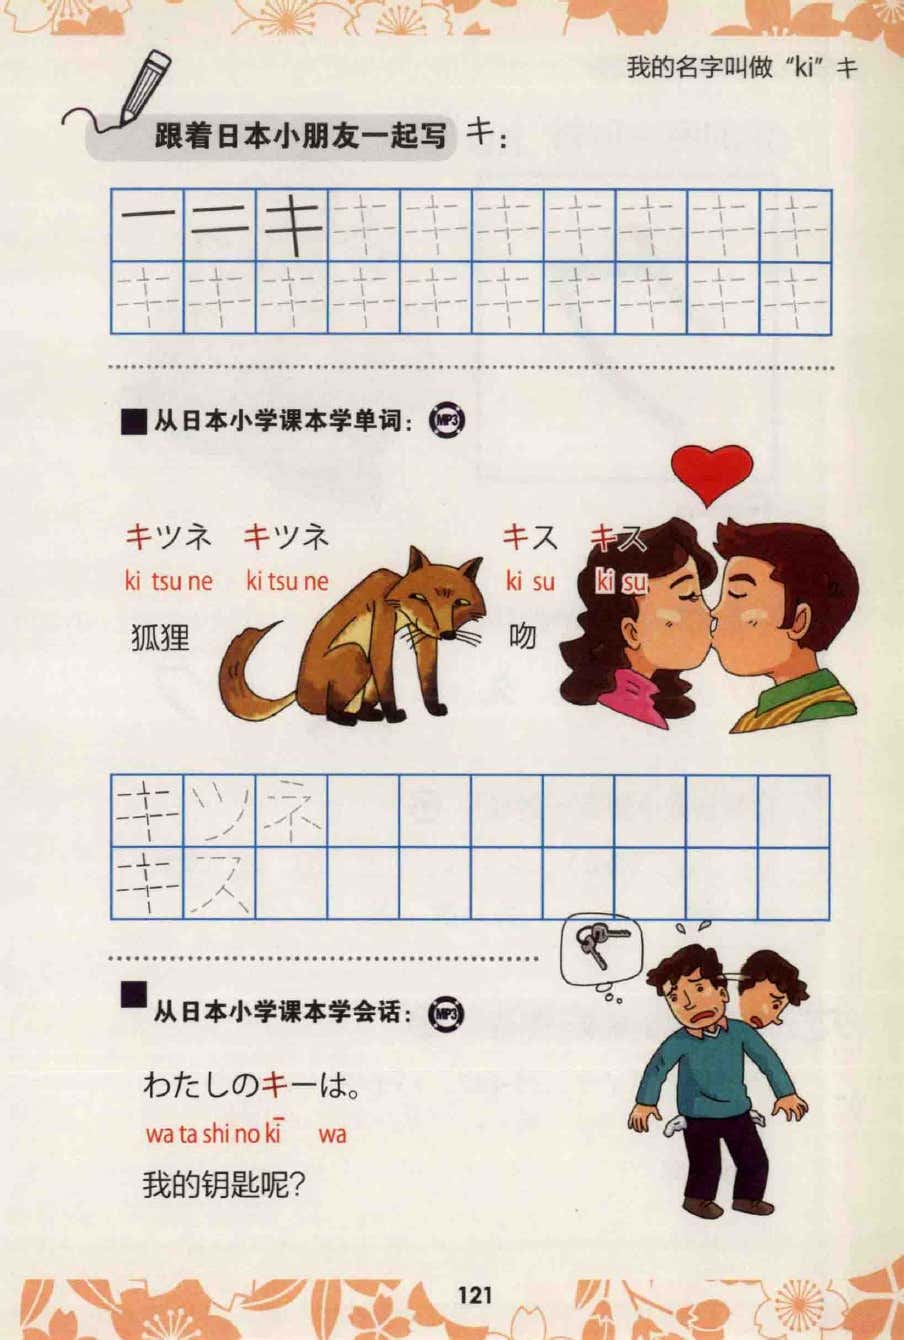 我的名字叫做“ki”キ
跟着日本小朋友一起写 キ：
一 二 キ キ キ キ キ キ キ キ
キ キ キ キ キ キ キ キ キ キ
从日本小学课本学单词： MP3
キツネ キツネ キス キス
ki tsu ne ki tsu ne ki su ki su
狐狸 吻
キ ツ ネ
キ ス
从日本小学课本学会话： MP3
わたしのキーは。
wa ta shi no kī wa
我的钥匙呢？
121